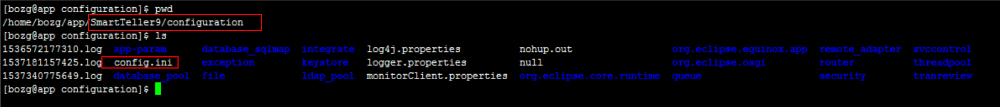 [bozg@app configuration]$ pwd
/home/bozg/app/SmartTeller9/configuration
[bozg@app configuration]$ ls
1536572177310.log  app-param      database_sqlmap  integrate  log4j.properties          nohup.out                 org.eclipse.equinox.app  remote_adapter  svccontrol
1537181157425.log  config.ini     exception        keystore   logger.properties         null                      org.eclipse.osgi         router          threadpool
1537340775649.log  database_pool  file             ldap_pool  monitorClient.properties  org.eclipse.core.runtime  queue                    security        tranreview
[bozg@app configuration]$